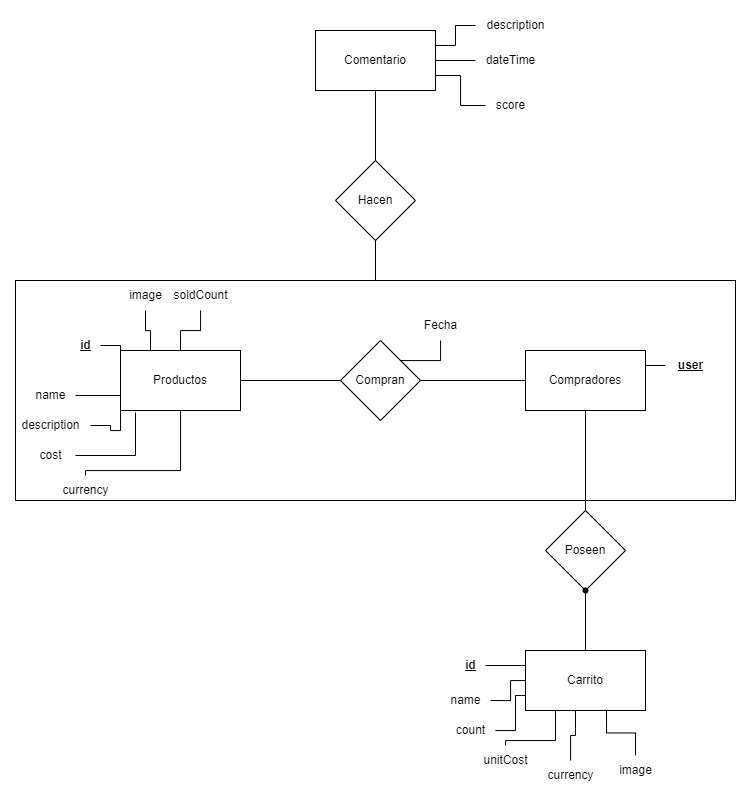 description
Comentario
dateTime
score
Hacen
image
soldCount
Fecha
id
Productos
Compran
Compradores
user
name
description
cost
currency
Poseen
id
Carrito
name
count
unitCost
currency
image